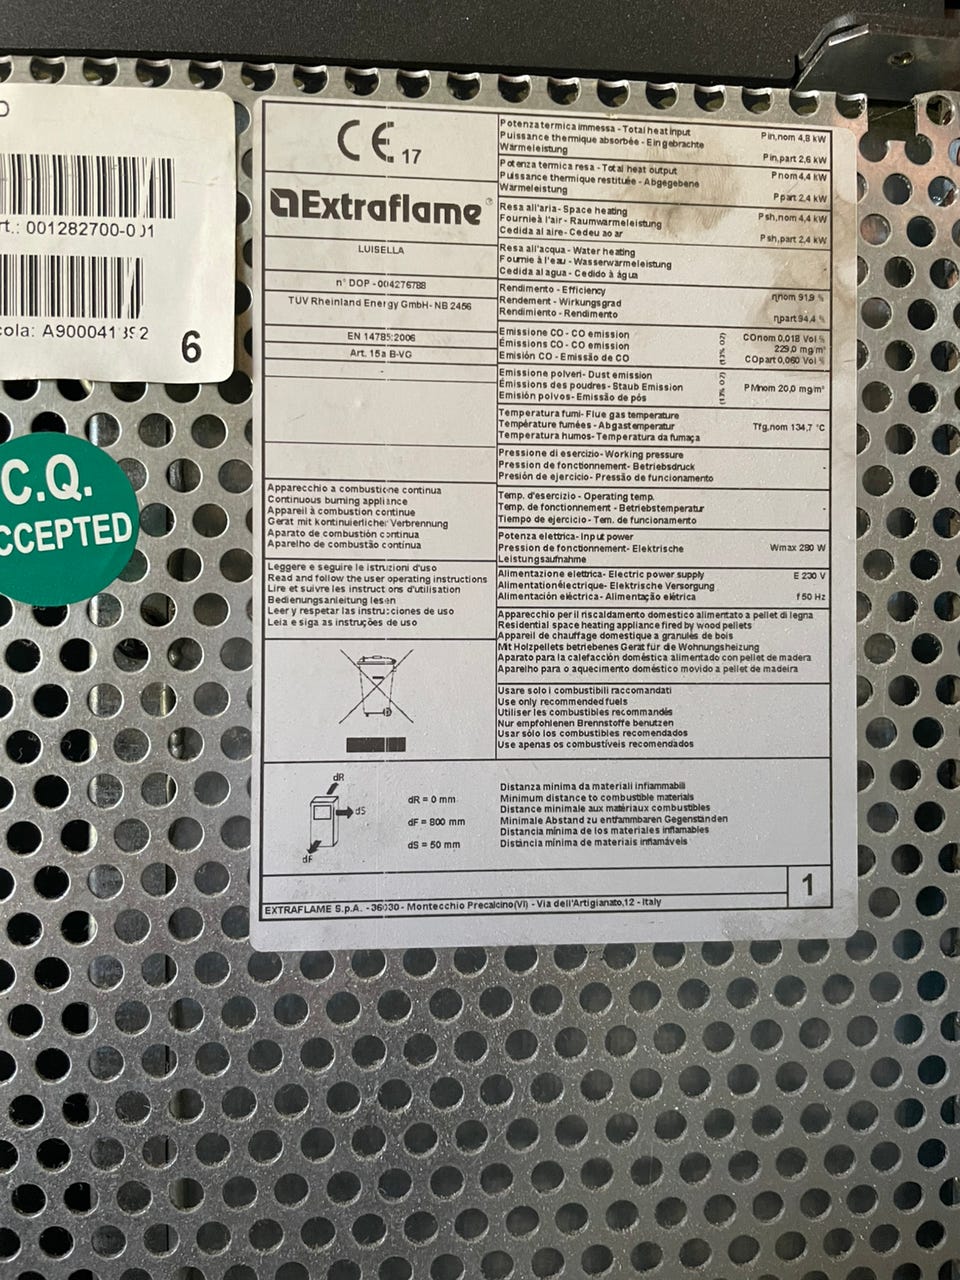 O
rt.: 001282700-0
cola: A900041
6
C.Q.
ACCEPTED
CE 17
Extraflame®
LUISELLA
n° DOP - 004276788
TUV Rheinland Energy GmbH- NB 2456
EN 14785:2006
Art. 15a B-VG
-
Apparecchio a combustione continua
Continuous burning appliance
Appareil à combustion continue
Gerat mit kontinuierlicher Verbrennung
Aparato de combustión continua
Aparelho de combustão continua
Leggere e seguire le istruzioni d'uso
Read and follow the user operating instructions
Lire et suivre les instructions d'utilisation
Bedienungsanleitung lesen
Leer y respetar las instrucciones de uso
Leia e siga as instruções de uso
Potenza termica immessa - Total heat input
Puissance thermique absorbée - Eingebrachte
Wärmeleistung
Pin,nom 4,8 kW
Pin,part 2,6 kW
Potenza termica resa - Total heat output
Puissance thermique restituée - Abgegebene
Wärmeleistung
Pnom 4,4 kW
Ppart 2,4 kW
Resa all'aria - Space heating
Fournie à l'air - Raumwärmeleistung
Cedida al aire - Cedeu ao ar
Psh,nom 4,4 kW
Psh,part 2,4 kW
Resa all'acqua - Water heating
Fournie à l'eau - Wasserwärmeleistung
Cedida al agua - Cedido à água
-
Rendimento - Efficiency
Rendement - Wirkungsgrad
Rendimiento - Rendimento
ηnom 91,9 %
ηpart 94,4 %
Emissione CO - CO emission
Émissions CO - CO emission
Emisión CO - Emissão de CO
(13% O2)
COnom 0,018 Vol %
229,0 mg/m³
COpart 0,060 Vol %
Emissione polveri - Dust emission
Émissions des poudres - Staub Emission
Emisión polvos - Emissão de pós
(13% O2)
PMnom 20,0 mg/m³
Temperatura fumi - Flue gas temperature
Température fumées - Abgastemperatur
Temperatura humos - Temperatura da fumaça
Tfg,nom 134,7 °C
Pressione di esercizio - Working pressure
Pression de fonctionnement - Betriebsdruck
Presión de ejercicio - Pressão de funcionamento
-
Temp. d'esercizio - Operating temp.
Temp. de fonctionnement - Betriebstemperatur
Tiempo de ejercicio - Tem. de funcionamento
-
Potenza elettrica - Input power
Pression de fonctionnement - Elektrische
Leistungsaufnahme
Wmax 280 W
Alimentazione elettrica - Electric power supply
Alimentation électrique - Elektrische Versorgung
Alimentación eléctrica - Alimentação elétrica
E 230 V
f 50 Hz
Apparecchio per il riscaldamento domestico alimentato a pellet di legna
Residential space heating appliance fired by wood pellets
Appareil de chauffage domestique a granulés de bois
Mit Holzpellets betriebenes Gerat für die Wohnungsheizung
Aparato para la calefacción doméstica alimentado con pellet de madera
Aparelho para o aquecimento doméstico movido a pellet de madeira
Usare solo i combustibili raccomandati
Use only recommended fuels
Utiliser les combustibles recommandés
Nur empfohlenen Brennstoffe benutzen
Usar sólo los combustibles recomendados
Use apenas os combustíveis recomendados
dR
dS
dF
dR = 0 mm
dF = 800 mm
dS = 50 mm
Distanza minima da materiali infiammabili
Minimum distance to combustible materials
Distance minimale aux matériaux combustibles
Minimale Abstand zu entflammbaren Gegenständen
Distancia mínima de los materiales inflamables
Distância mínima de materiais inflamáveis
1
EXTRAFLAME S.p.A. - 36030 - Montecchio Precalcino(VI) - Via dell'Artigianato,12 - Italy